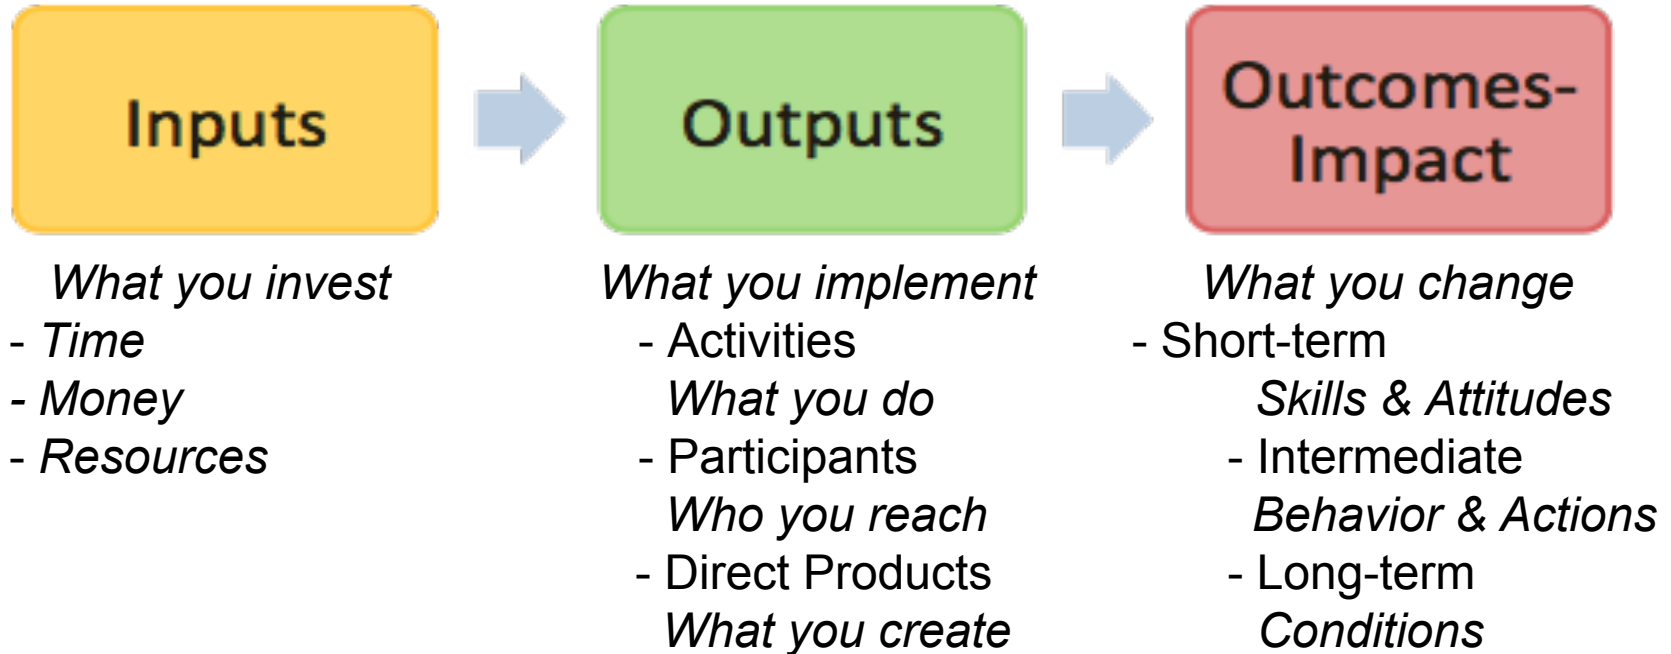 Inputs
What you invest
- Time
- Money
- Resources
Outputs
What you implement
- Activities
What you do
- Participants
Who you reach
- Direct Products
What you create
Outcomes-
Impact
What you change
- Short-term
Skills & Attitudes
- Intermediate
Behavior & Actions
- Long-term
Conditions